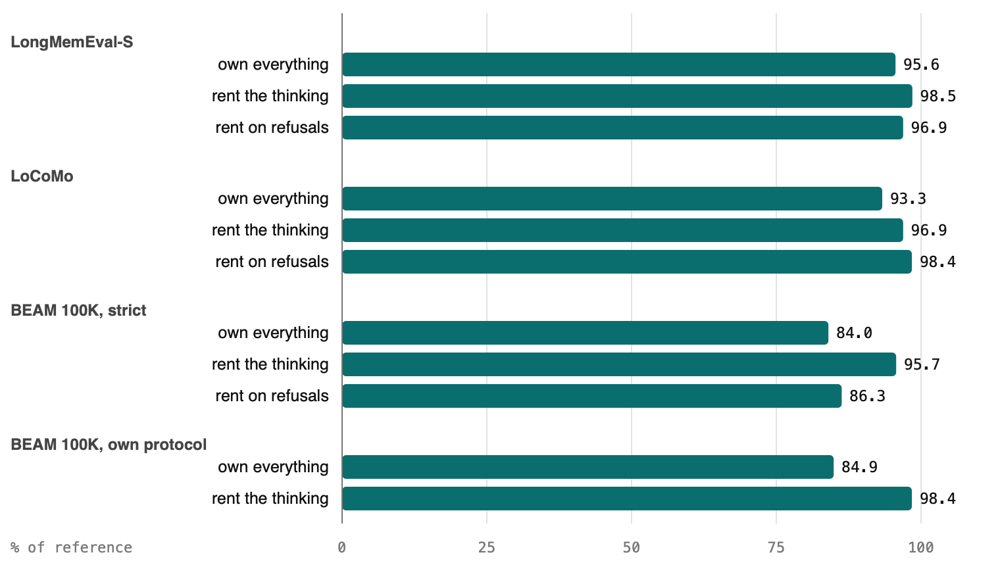 LongMemEval-S
own everything 95.6
rent the thinking 98.5
rent on refusals 96.9
LoCoMo
own everything 93.3
rent the thinking 96.9
rent on refusals 98.4
BEAM 100K, strict
own everything 84.0
rent the thinking 95.7
rent on refusals 86.3
BEAM 100K, own protocol
own everything 84.9
rent the thinking 98.4
% of reference 0 25 50 75 100